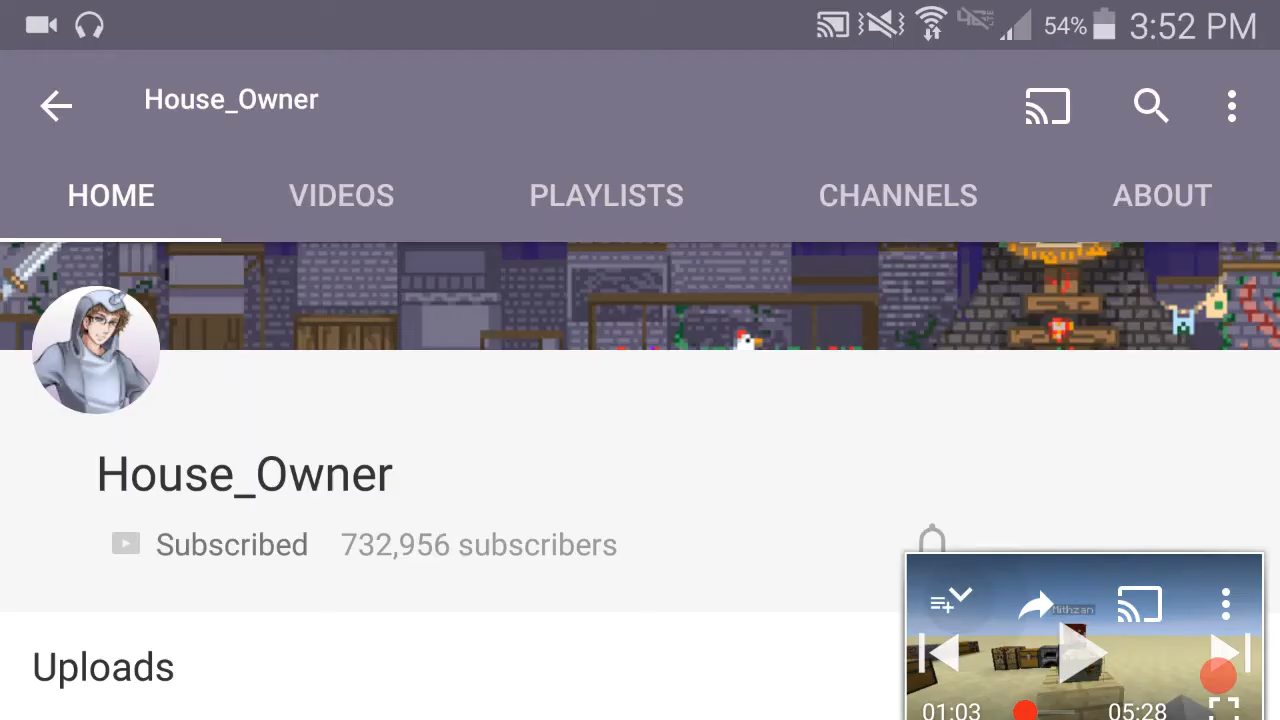 54% 3:52 PM
House_Owner
HOME VIDEOS PLAYLISTS CHANNELS ABOUT
House_Owner
Subscribed 732,956 subscribers
Uploads
Mithzan
01:03 05:28